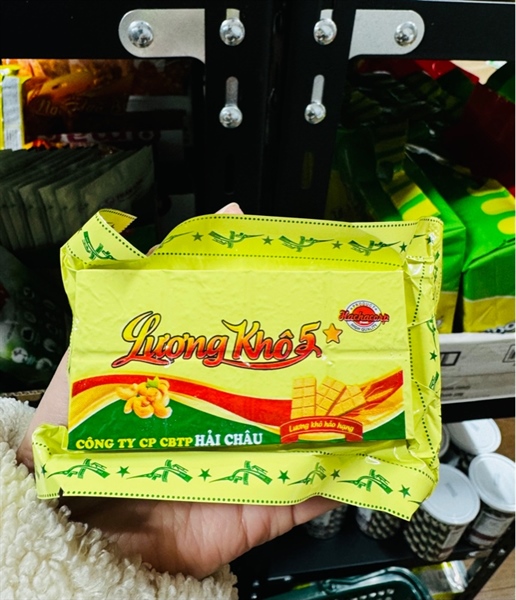 Lương Khô 5
CÔNG TY CP CBTP HẢI CHÂU
Lương khô hảo hạng